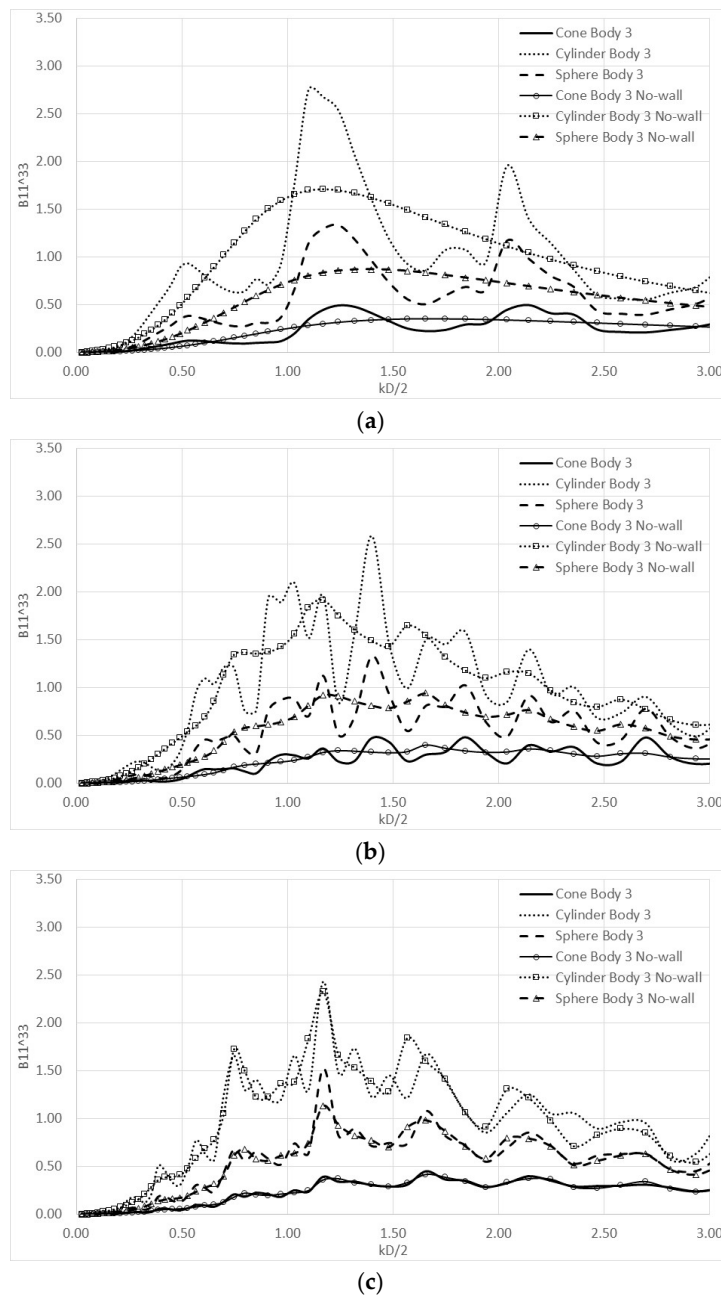 3.50
3.00
2.50
2.00
1.50
1.00
0.50
0.00
B11^33
Cone Body 3
Cylinder Body 3
Sphere Body 3
Cone Body 3 No-wall
Cylinder Body 3 No-wall
Sphere Body 3 No-wall
0.00 0.50 1.00 1.50 2.00 2.50 3.00
kD/2
(a)
3.50
3.00
2.50
2.00
1.50
1.00
0.50
0.00
B11^33
Cone Body 3
Cylinder Body 3
Sphere Body 3
Cone Body 3 No-wall
Cylinder Body 3 No-wall
Sphere Body 3 No-wall
0.00 0.50 1.00 1.50 2.00 2.50 3.00
kD/2
(b)
3.50
3.00
2.50
2.00
1.50
1.00
0.50
0.00
B11^33
Cone Body 3
Cylinder Body 3
Sphere Body 3
Cone Body 3 No-wall
Cylinder Body 3 No-wall
Sphere Body 3 No-wall
0.00 0.50 1.00 1.50 2.00 2.50 3.00
kD/2
(c)